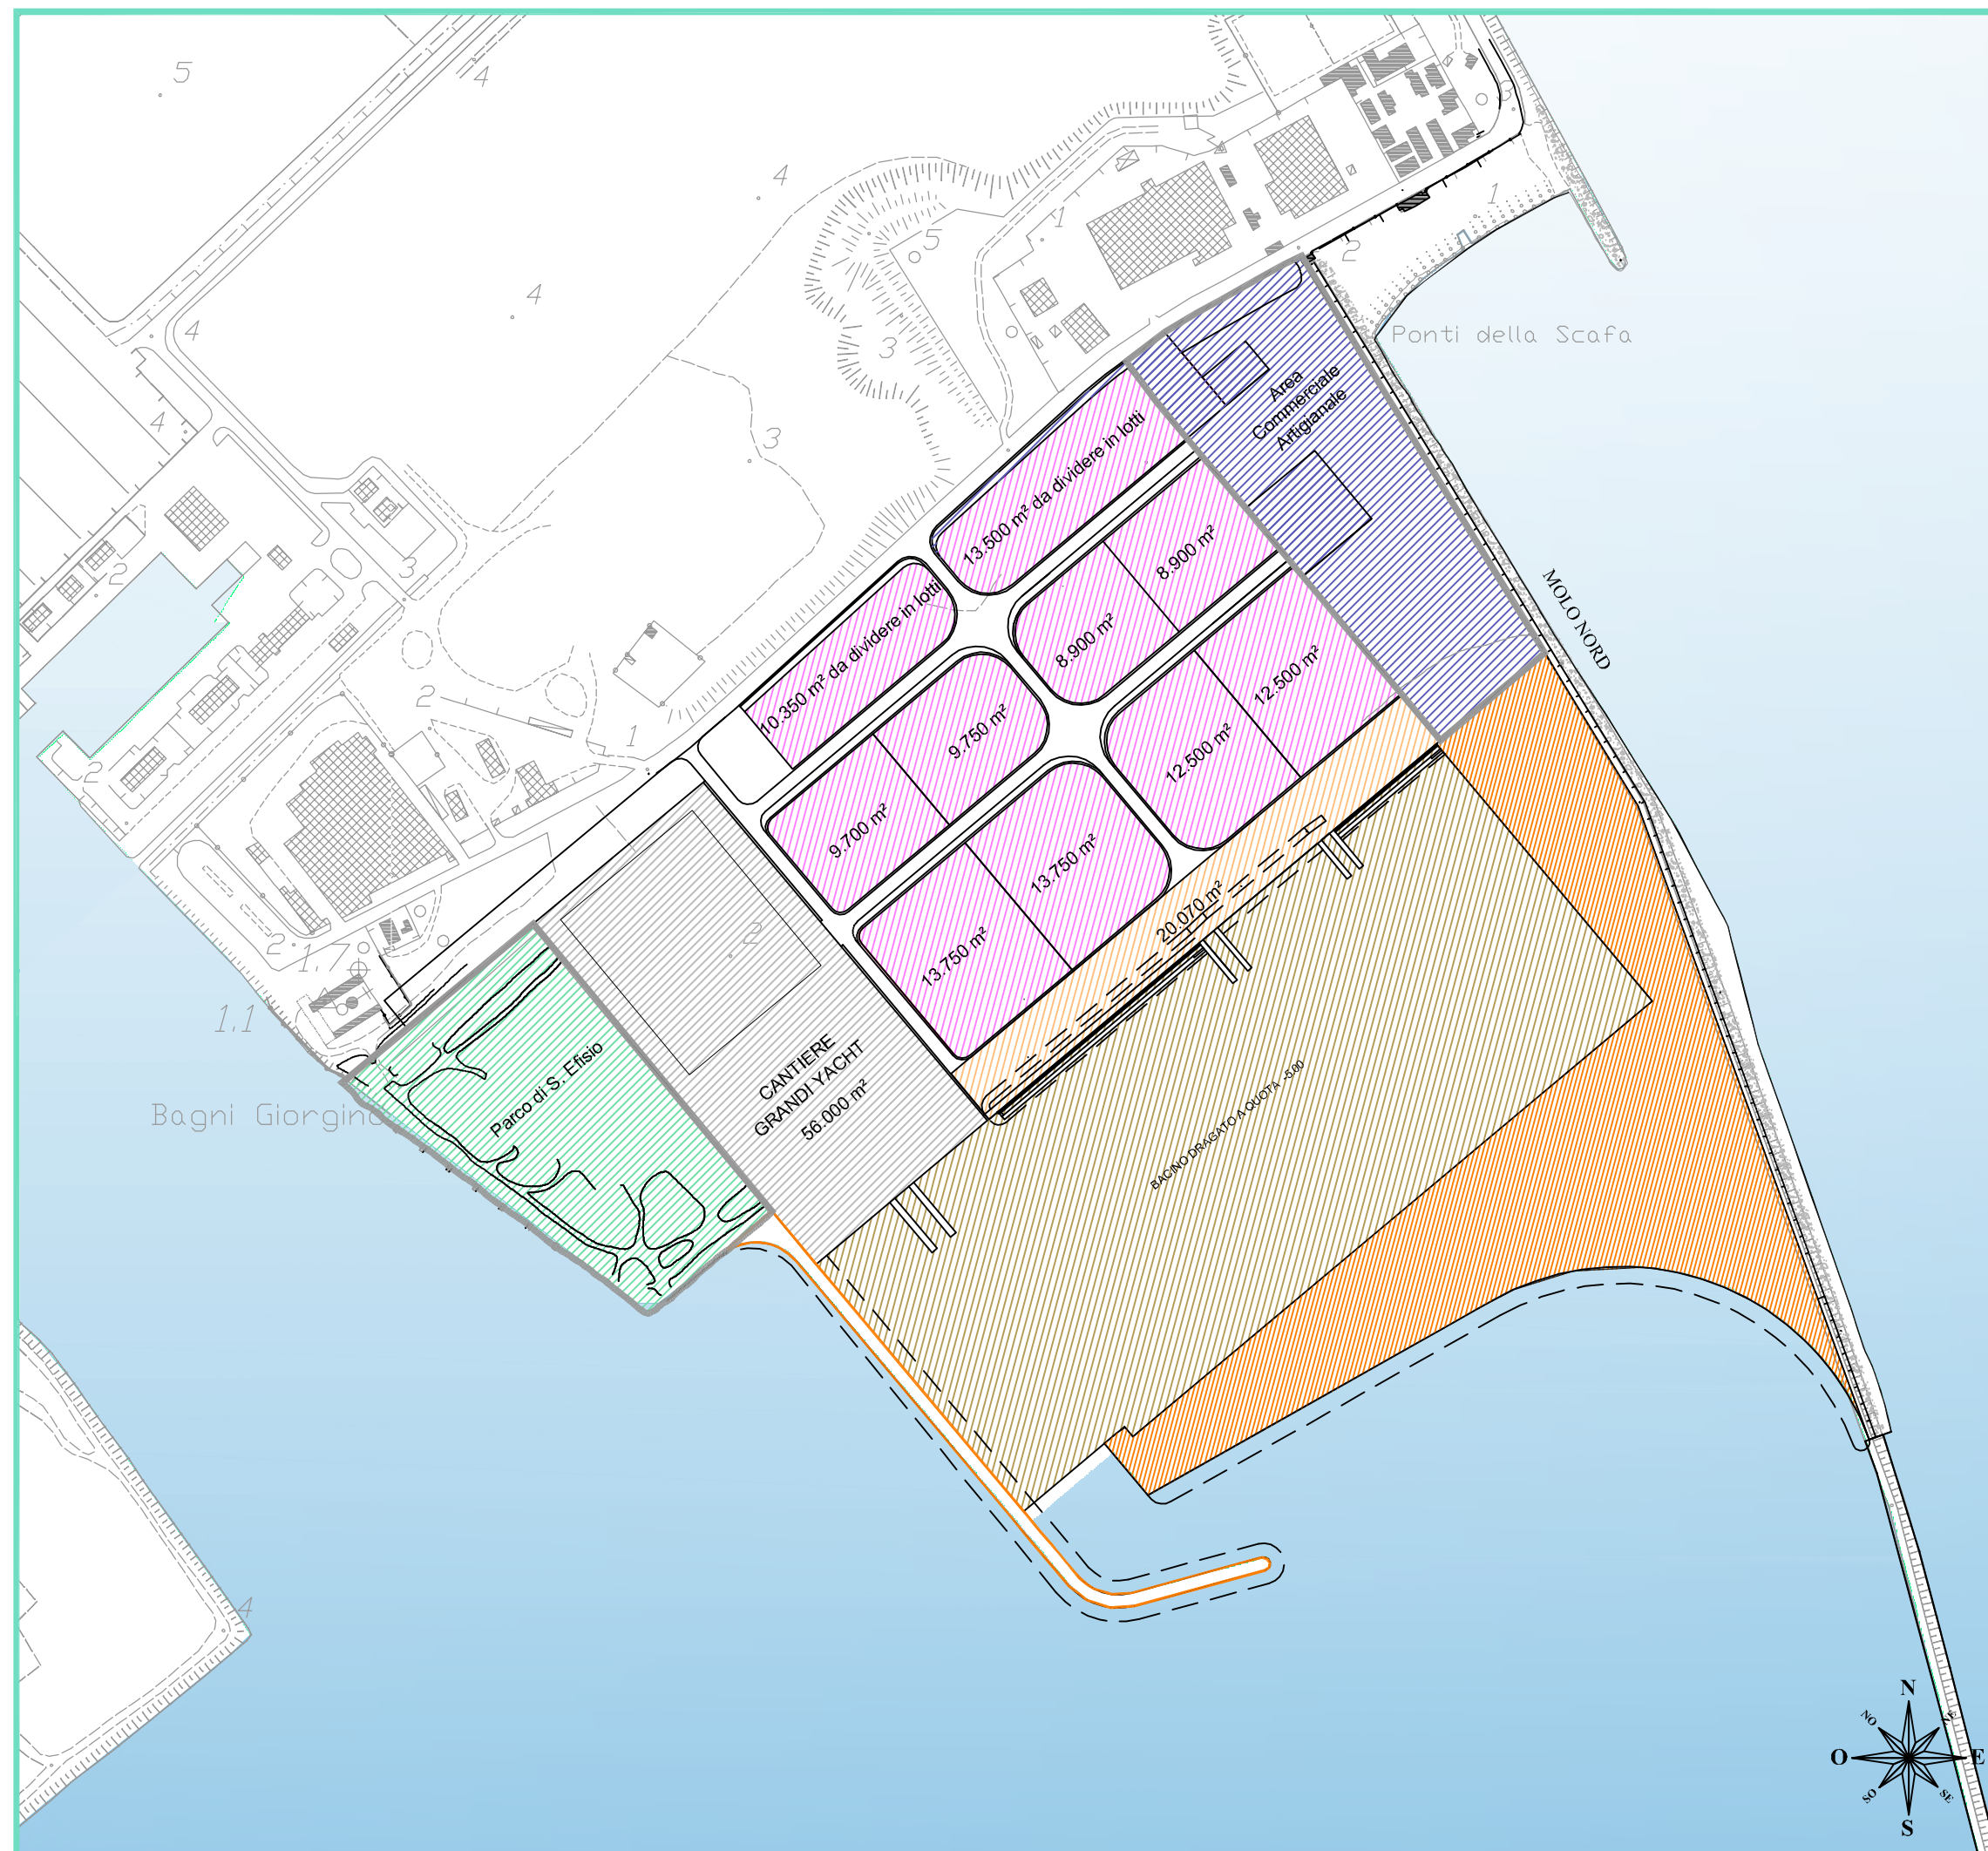 5
4
4
4
5
1
3
1
2
Ponti della Scafa
4
3
3
4
Area
Commerciale
Artigianale
13.500 m² da dividere in lotti
8.900 m²
8.900 m²
MOLO NORD
2
3
10.350 m² da dividere in lotti
12.500 m²
12.500 m²
9.750 m²
9.700 m²
2
1
2
13.750 m²
13.750 m²
20.070 m²
2
2
1.7
1.1
Bagni Giorgino
Parco di S. Efisio
CANTIERE
GRANDI YACHT
56.000 m²
BACINO DRAGATO A QUOTA -5.00
4
N
NO
NE
O
E
SO
SE
S